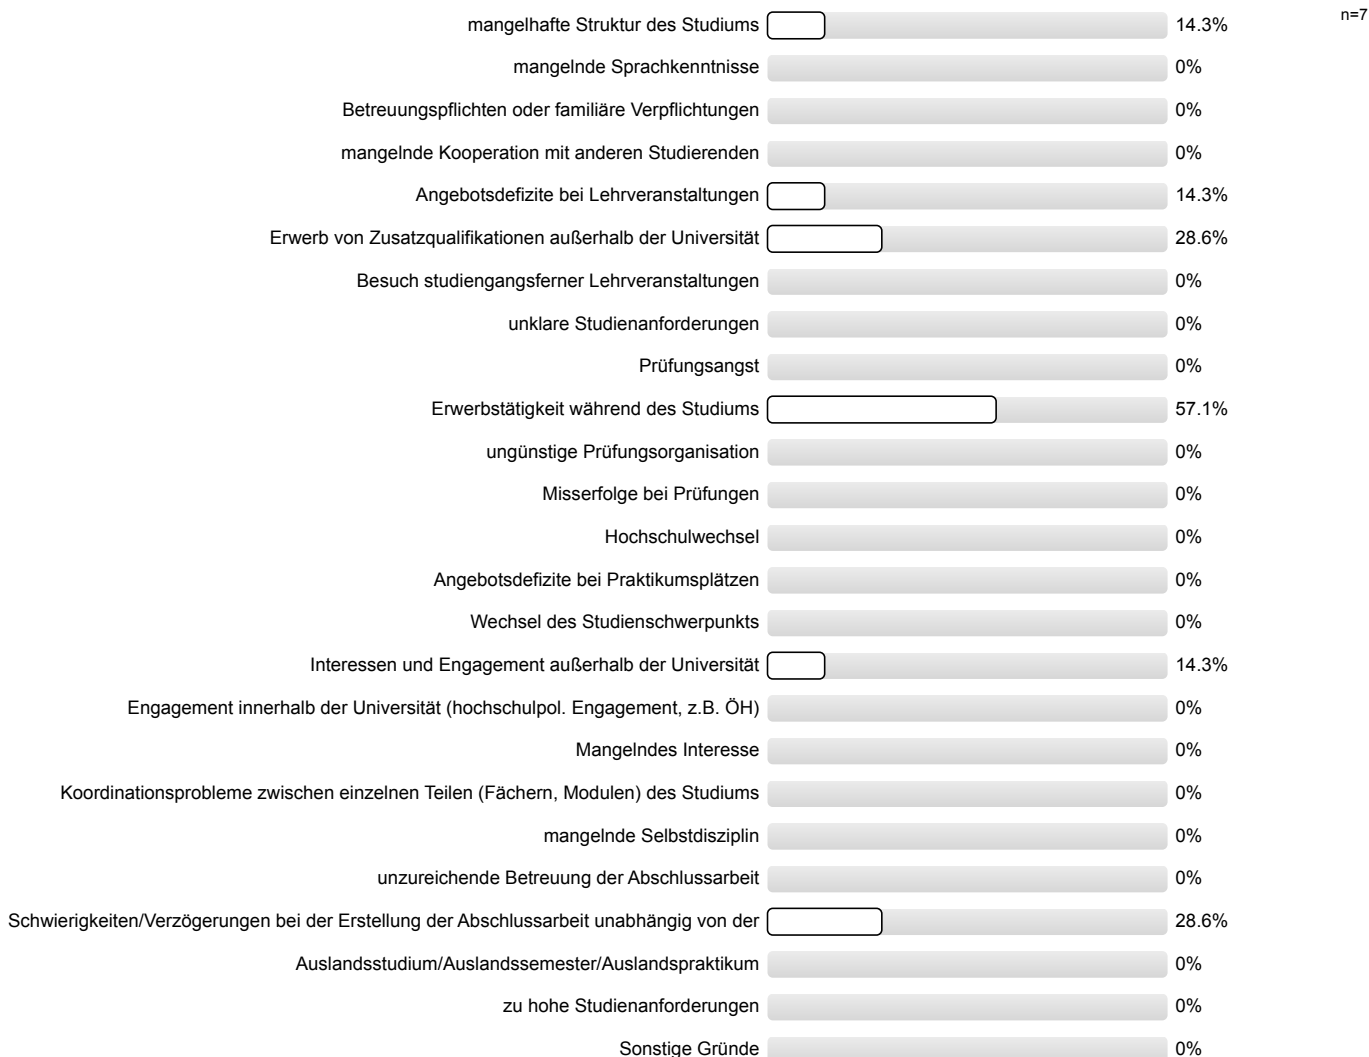 mangelhafte Struktur des Studiums 14.3% n=7
mangelnde Sprachkenntnisse 0%
Betreuungspflichten oder familiäre Verpflichtungen 0%
mangelnde Kooperation mit anderen Studierenden 0%
Angebotsdefizite bei Lehrveranstaltungen 14.3%
Erwerb von Zusatzqualifikationen außerhalb der Universität 28.6%
Besuch studiengangsferner Lehrveranstaltungen 0%
unklare Studienanforderungen 0%
Prüfungsangst 0%
Erwerbstätigkeit während des Studiums 57.1%
ungünstige Prüfungsorganisation 0%
Misserfolge bei Prüfungen 0%
Hochschulwechsel 0%
Angebotsdefizite bei Praktikumsplätzen 0%
Wechsel des Studienschwerpunkts 0%
Interessen und Engagement außerhalb der Universität 14.3%
Engagement innerhalb der Universität (hochschulpol. Engagement, z.B. ÖH) 0%
Mangelndes Interesse 0%
Koordinationsprobleme zwischen einzelnen Teilen (Fächern, Modulen) des Studiums 0%
mangelnde Selbstdisziplin 0%
unzureichende Betreuung der Abschlussarbeit 0%
Schwierigkeiten/Verzögerungen bei der Erstellung der Abschlussarbeit unabhängig von der 28.6%
Auslandsstudium/Auslandssemester/Auslandspraktikum 0%
zu hohe Studienanforderungen 0%
Sonstige Gründe 0%